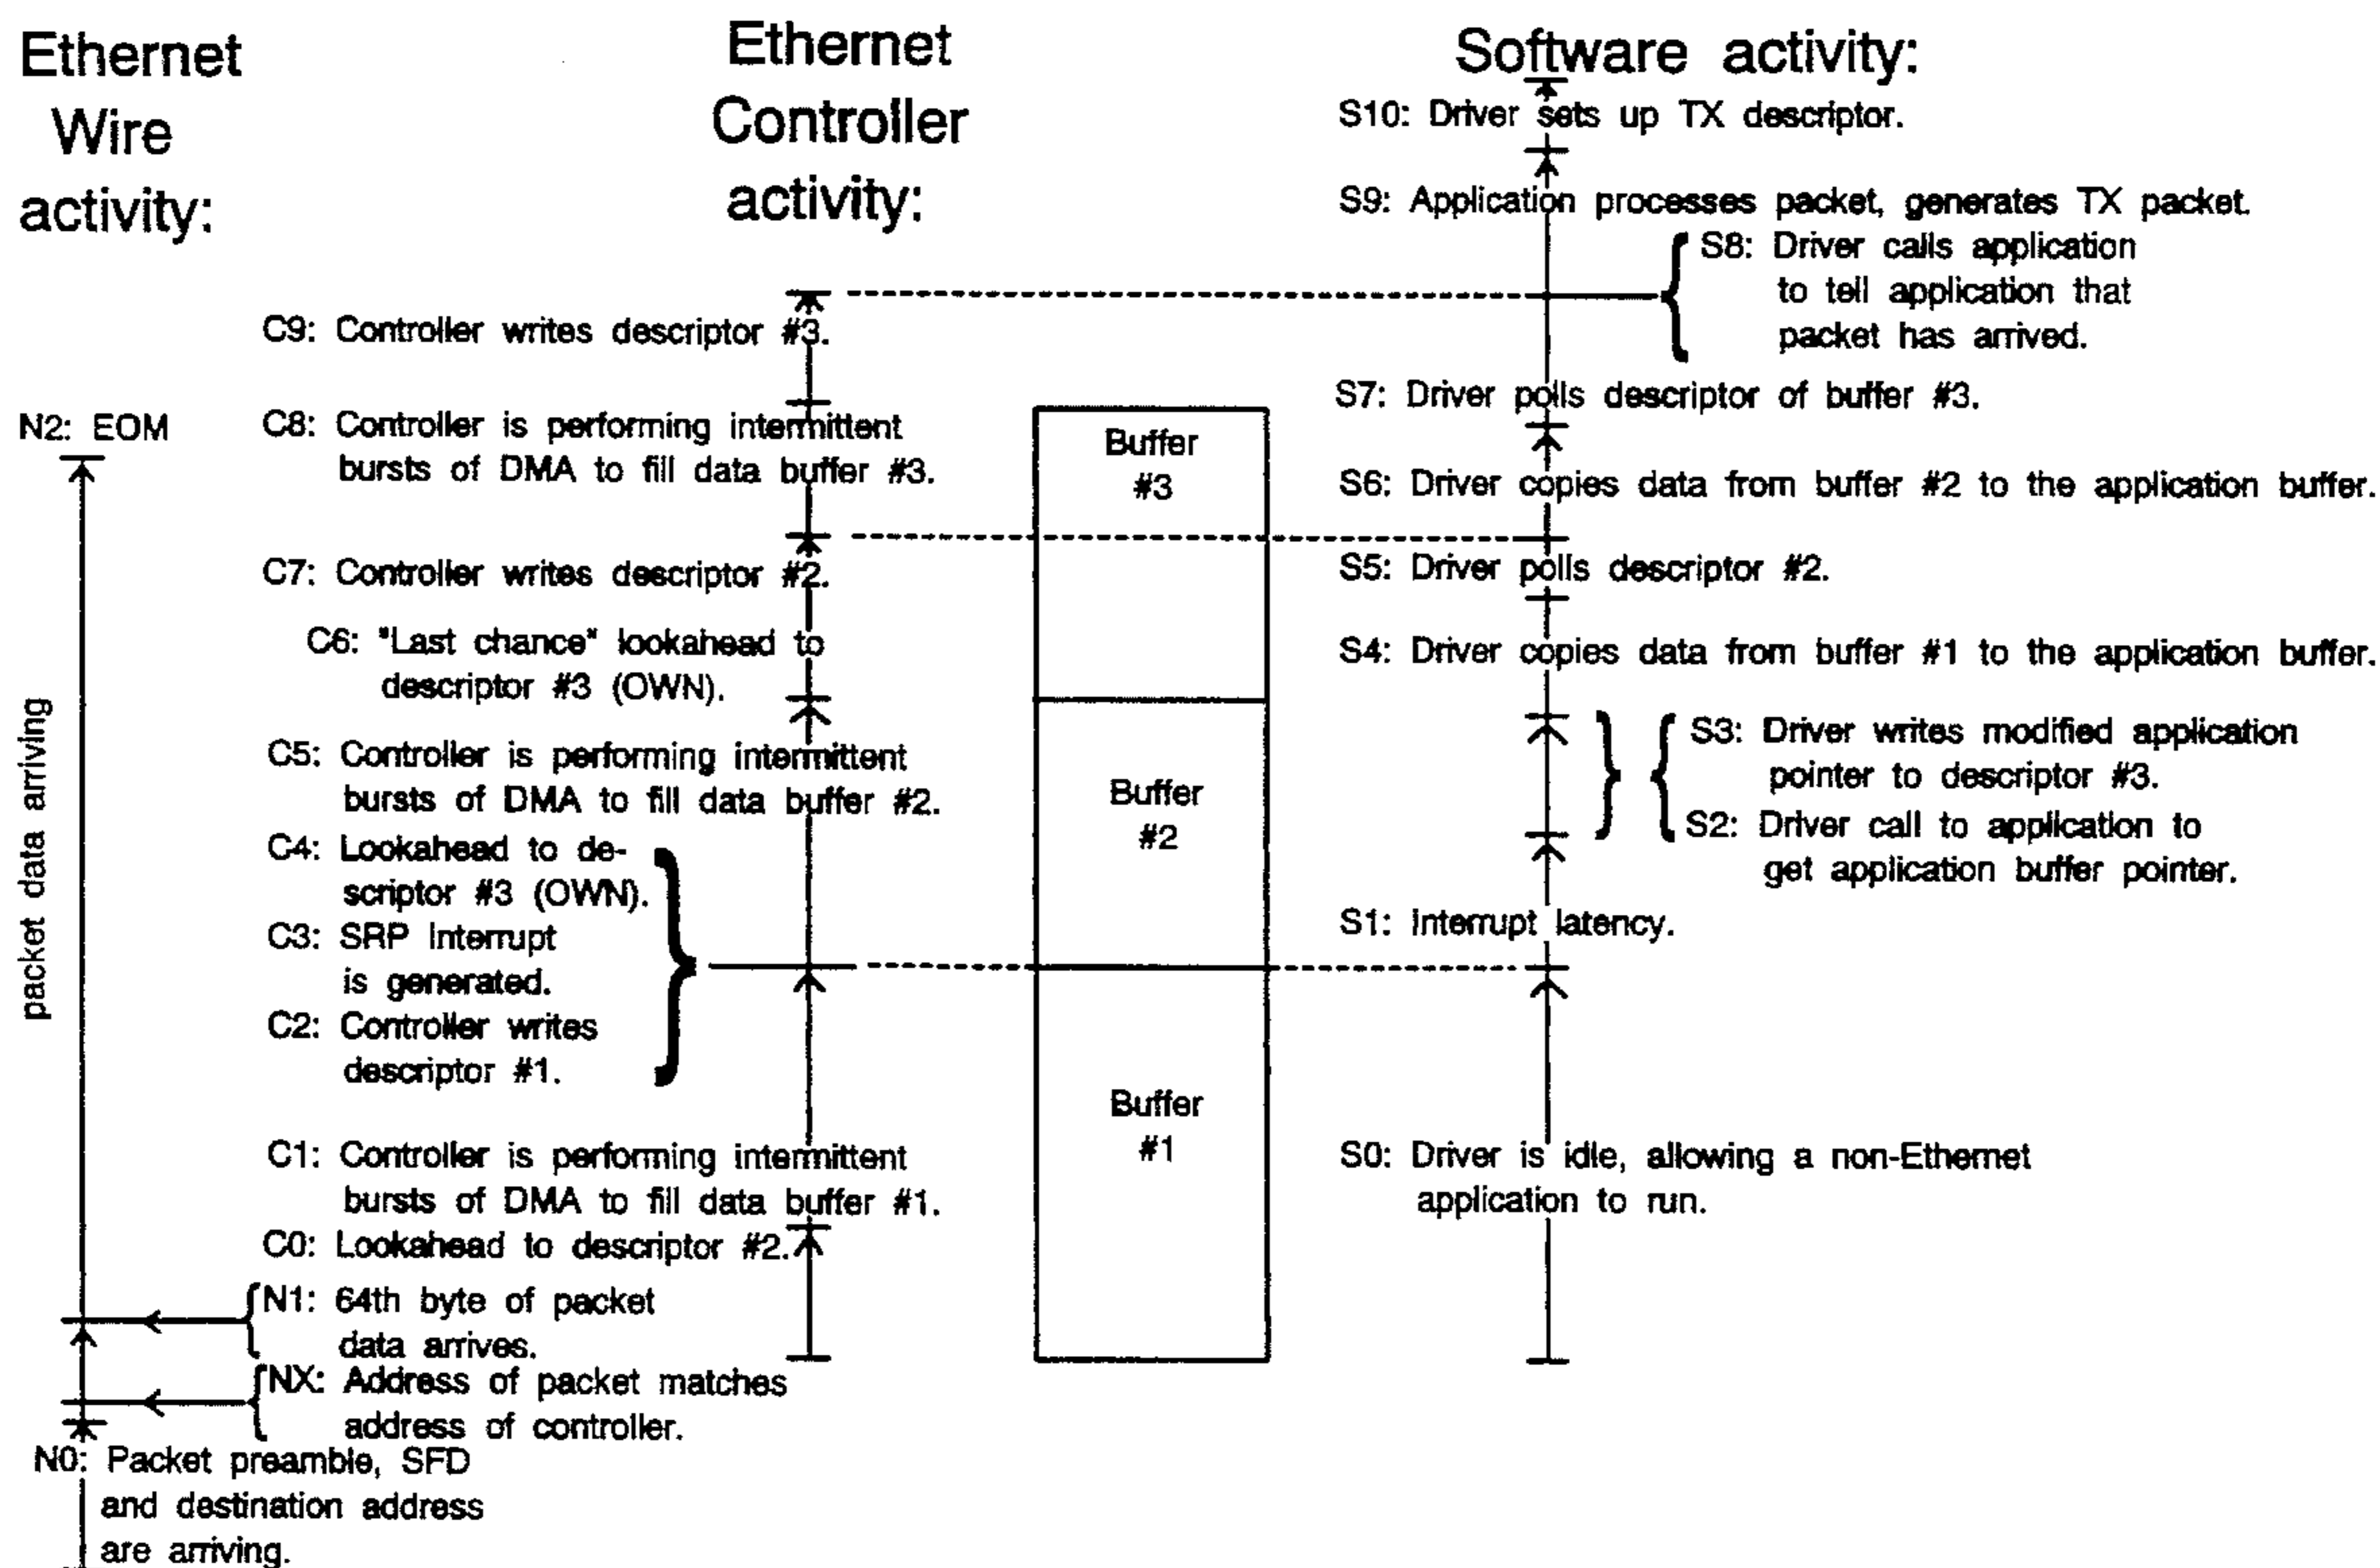 Ethernet
Wire
activity:
Ethernet
Controller
activity:
Software activity:
S10: Driver sets up TX descriptor.
S9: Application processes packet, generates TX packet.
S8: Driver calls application
to tell application that
packet has arrived.
C9: Controller writes descriptor #3.
S7: Driver polls descriptor of buffer #3.
N2: EOM
C8: Controller is performing intermittent
bursts of DMA to fill data buffer #3.
Buffer
#3
S6: Driver copies data from buffer #2 to the application buffer.
C7: Controller writes descriptor #2.
S5: Driver polls descriptor #2.
C6: "Last chance" lookahead to
descriptor #3 (OWN).
S4: Driver copies data from buffer #1 to the application buffer.
packet data arriving
C5: Controller is performing intermittent
bursts of DMA to fill data buffer #2.
Buffer
#2
S3: Driver writes modified application
pointer to descriptor #3.
S2: Driver call to application to
get application buffer pointer.
C4: Lookahead to de-
scriptor #3 (OWN).
C3: SRP Interrupt
is generated.
C2: Controller writes
descriptor #1.
S1: Interrupt latency.
Buffer
#1
C1: Controller is performing intermittent
bursts of DMA to fill data buffer #1.
S0: Driver is idle, allowing a non-Ethernet
application to run.
C0: Lookahead to descriptor #2.
N1: 64th byte of packet
data arrives.
NX: Address of packet matches
address of controller.
N0: Packet preamble, SFD
and destination address
are arriving.